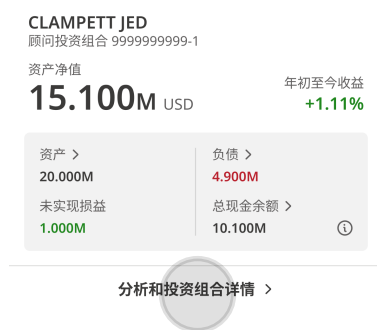 CLAMPETT JED
顾问投资组合 9999999999-1
资产净值
15.100M USD
年初至今收益
+1.11%
资产
20.000M
负债
4.900M
未实现损益
1.000M
总现金余额
10.100M
分析和投资组合详情